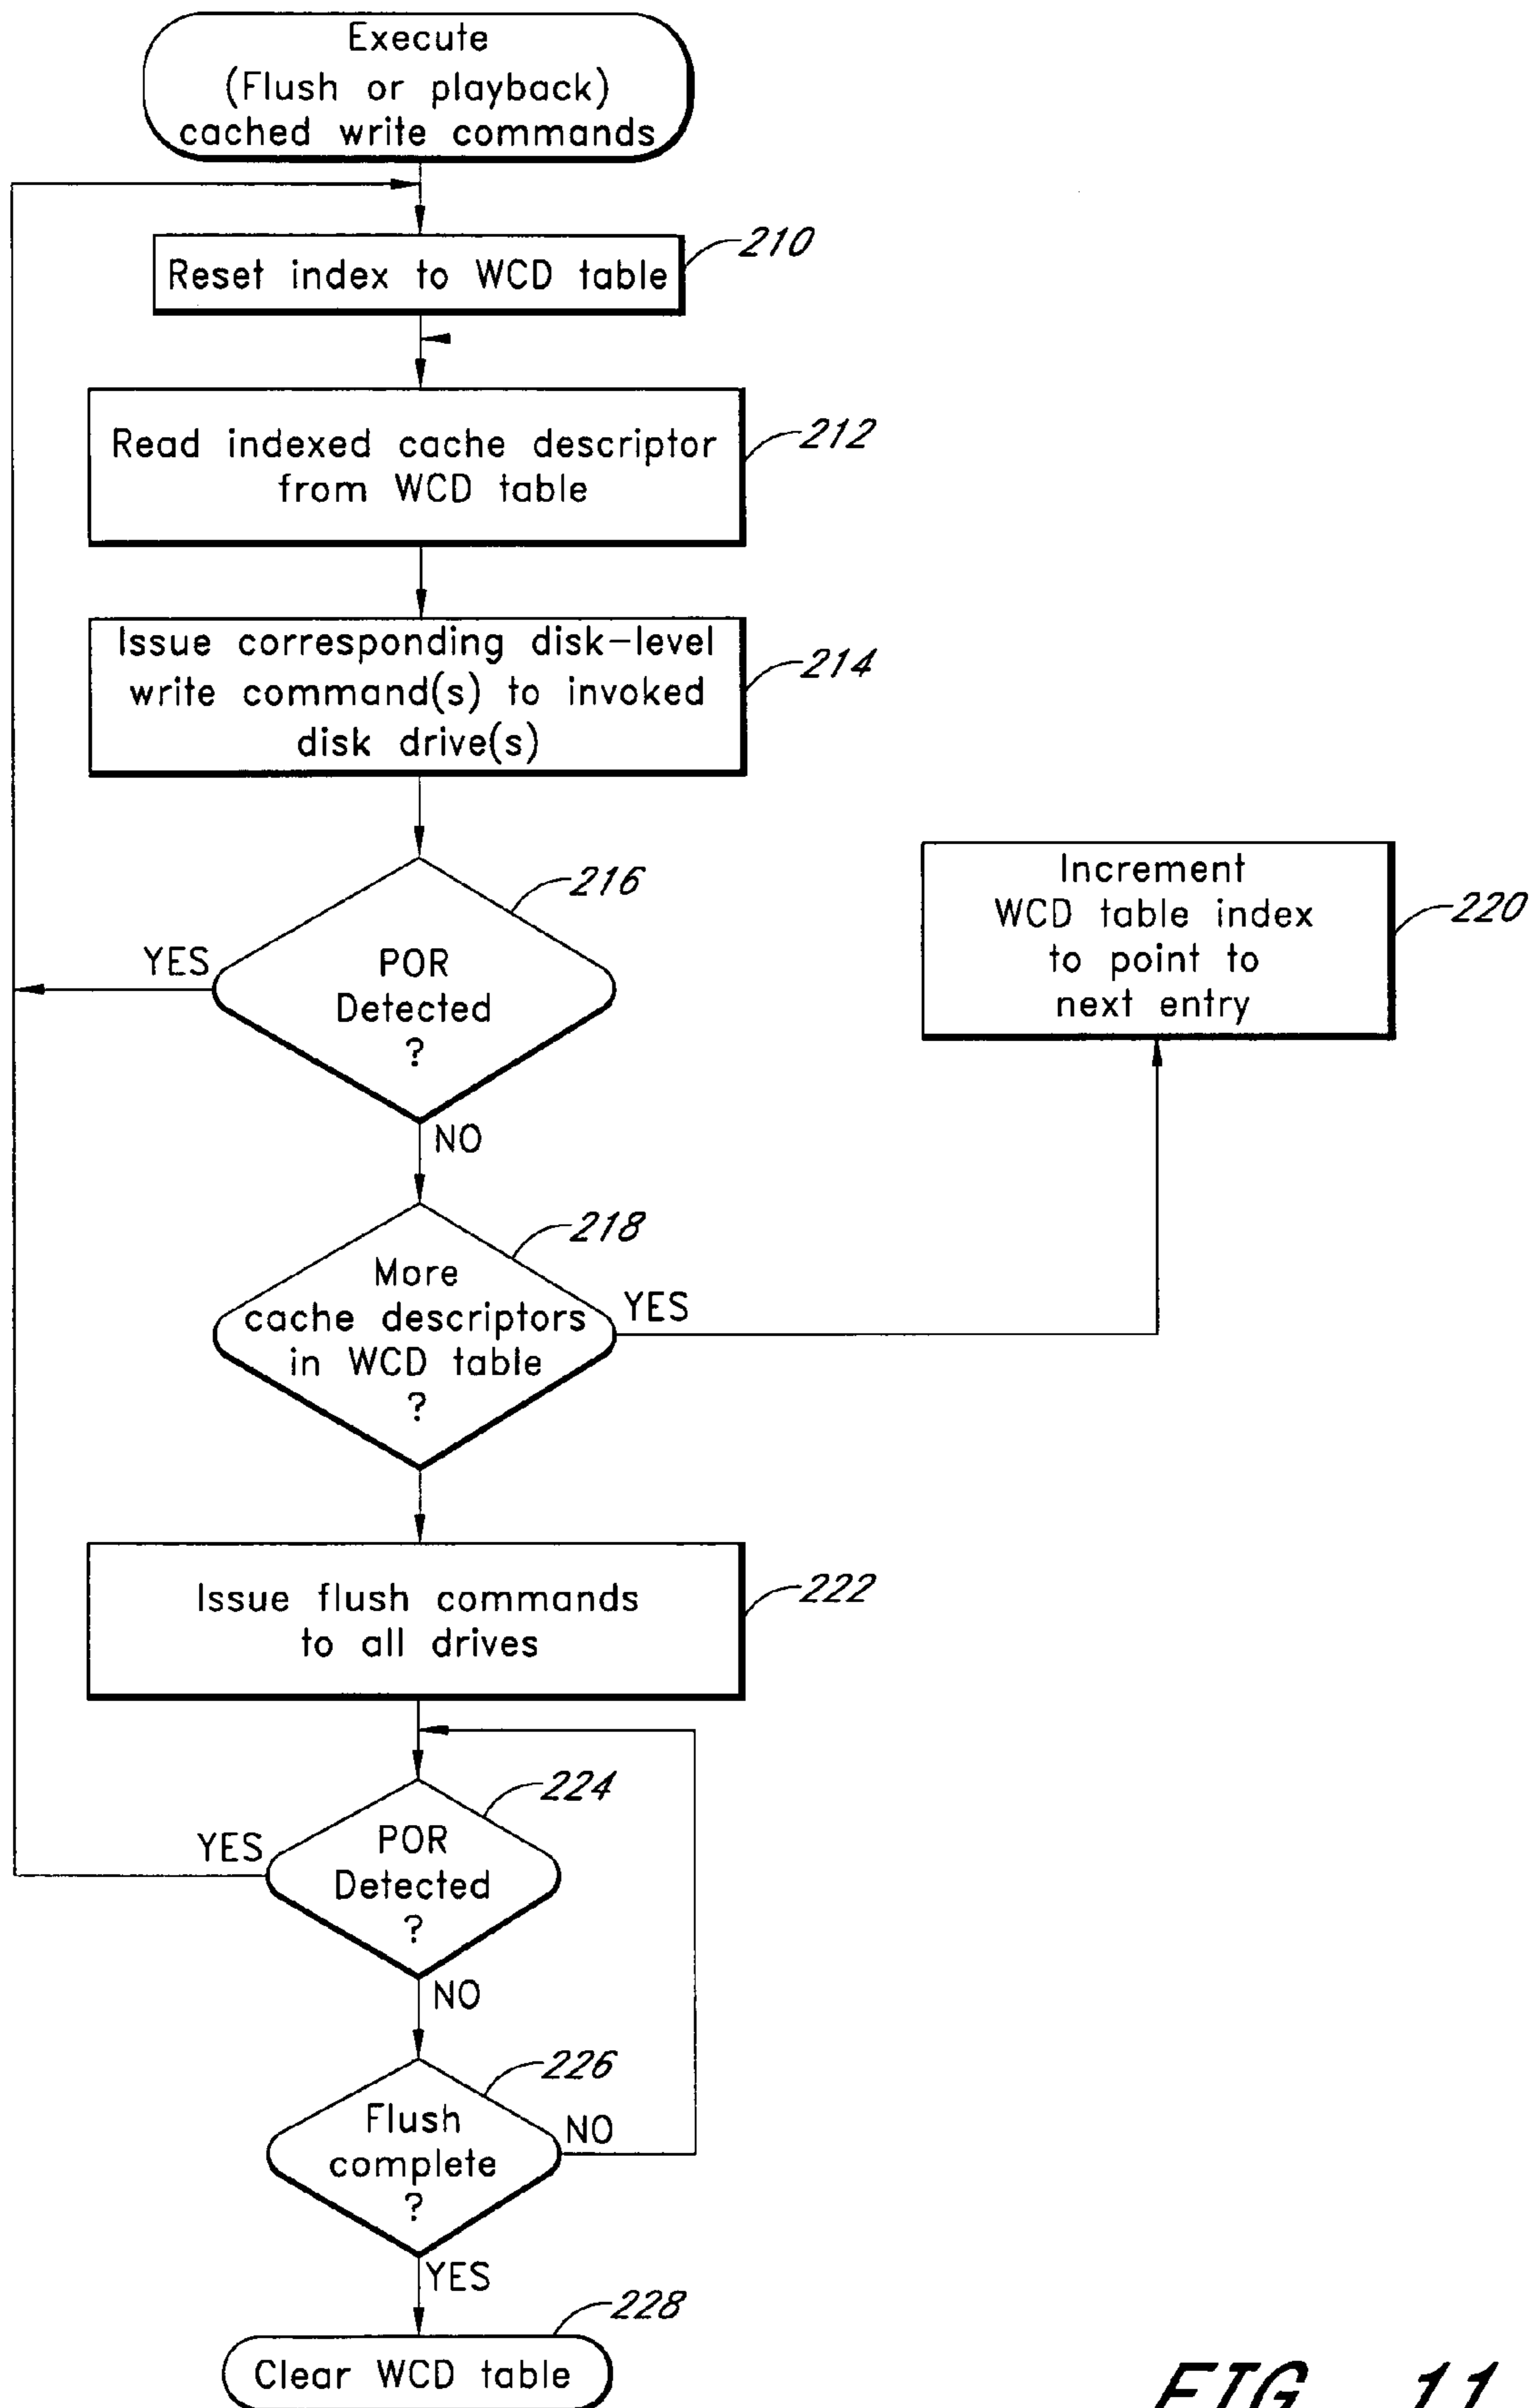 Execute
(Flush or playback)
cached write commands
210
Reset index to WCD table
212
Read indexed cache descriptor
from WCD table
214
Issue corresponding disk-level
write command(s) to invoked
disk drive(s)
216
YES
POR
Detected
?
NO
Increment
WCD table index
to point to
next entry
220
218
More
cache descriptors
in WCD table
?
YES
222
Issue flush commands
to all drives
224
YES
POR
Detected
?
NO
226
Flush
complete
?
NO
YES
228
Clear WCD table
FIG. 11